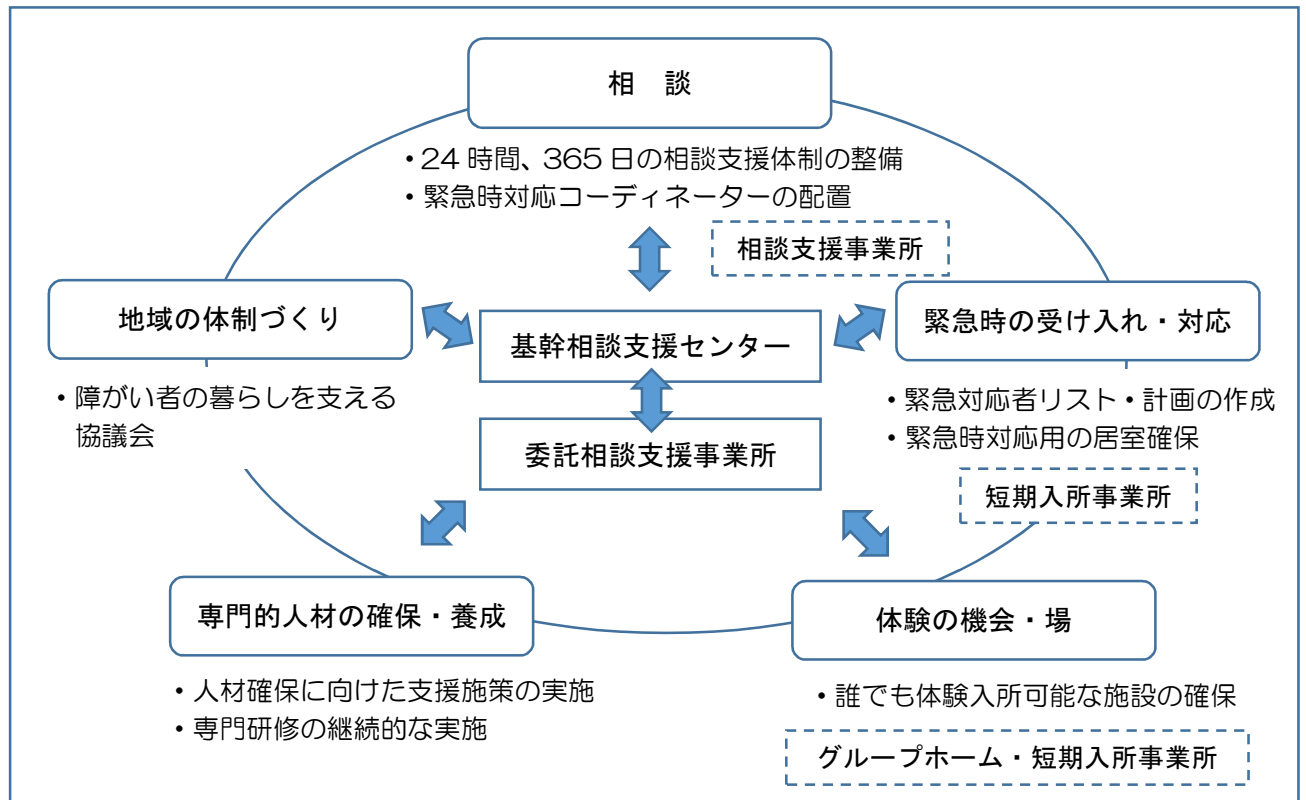 相　談
・24 時間、365 日の相談支援体制の整備
・緊急時対応コーディネーターの配置
相談支援事業所
地域の体制づくり
・障がい者の暮らしを支える
協議会
基幹相談支援センター
委託相談支援事業所
緊急時の受け入れ・対応
・緊急対応者リスト・計画の作成
・緊急時対応用の居室確保
短期入所事業所
専門的人材の確保・養成
・人材確保に向けた支援施策の実施
・専門研修の継続的な実施
体験の機会・場
・誰でも体験入所可能な施設の確保
グループホーム・短期入所事業所